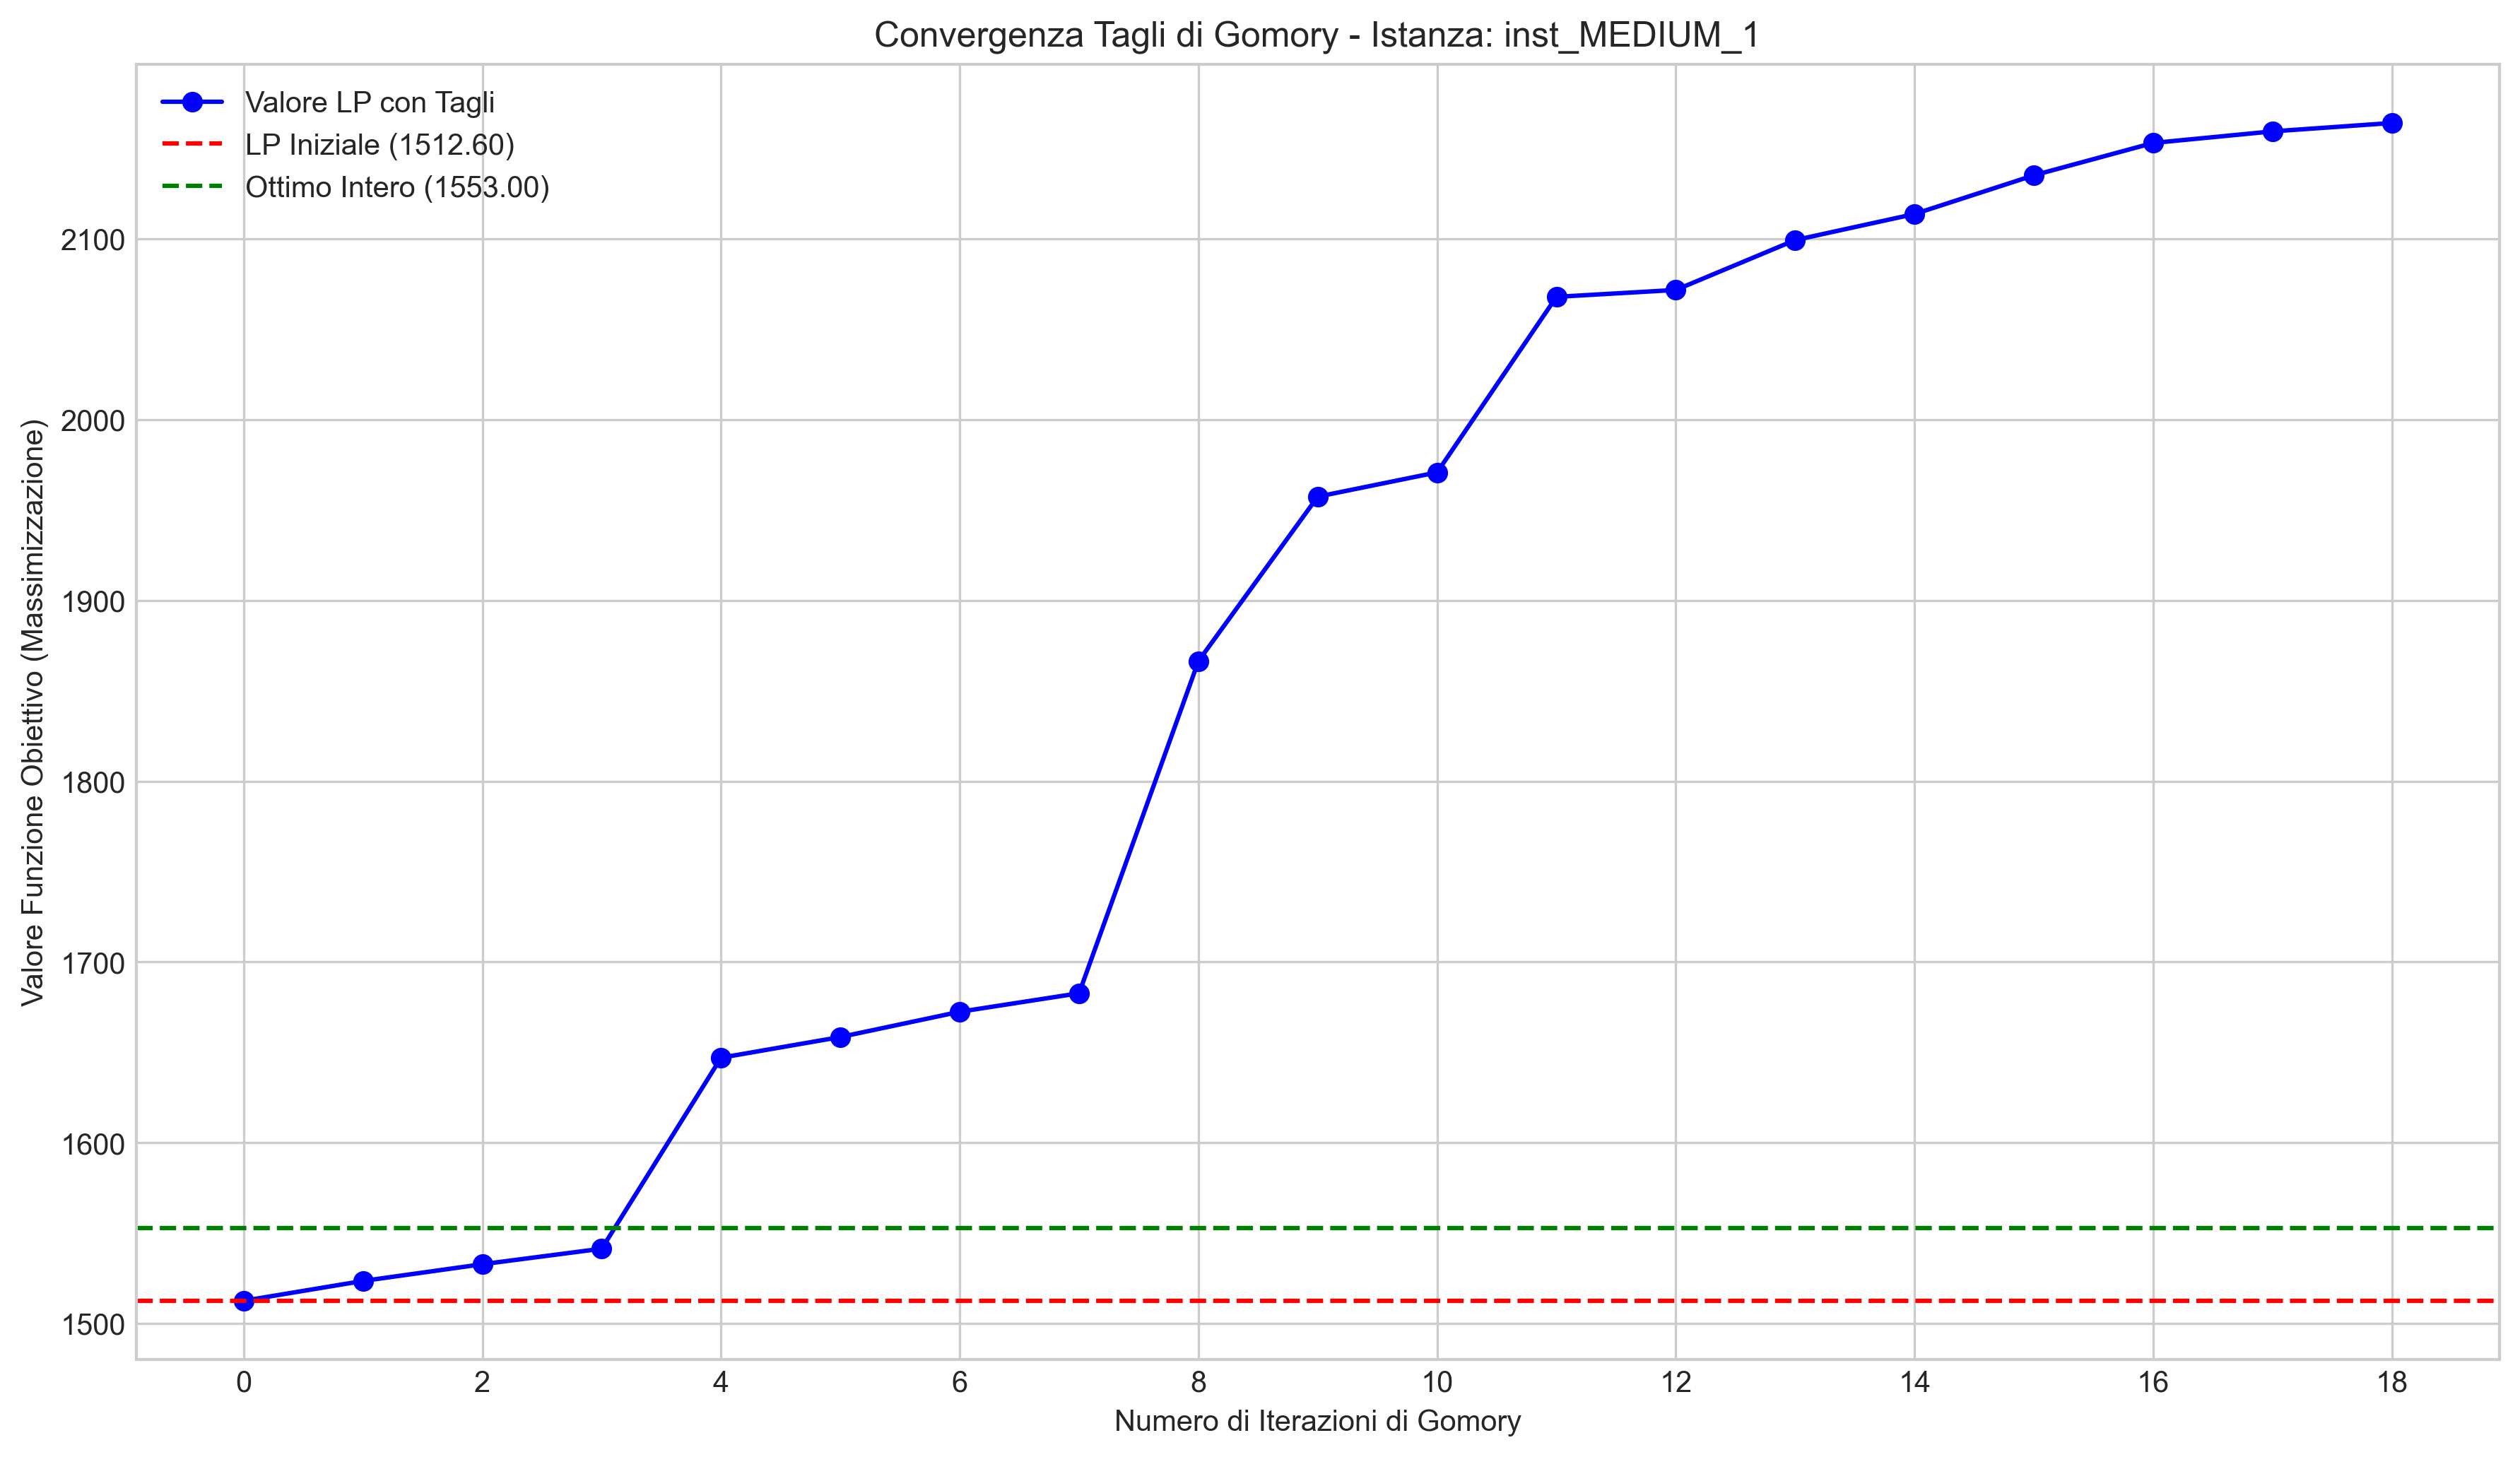 Convergenza Tagli di Gomory - Istanza: inst_MEDIUM_1
Valore LP con Tagli
LP Iniziale (1512.60)
Ottimo Intero (1553.00)
Valore Funzione Obiettivo (Massimizzazione)
2100
2000
1900
1800
1700
1600
1500
0 2 4 6 8 10 12 14 16 18
Numero di Iterazioni di Gomory